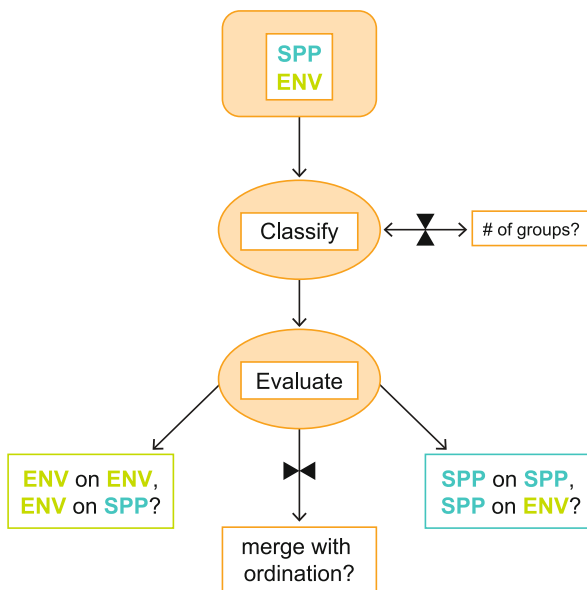 SPP
ENV
Classify
# of groups?
Evaluate
ENV on ENV,
ENV on SPP?
SPP on SPP,
SPP on ENV?
merge with
ordination?